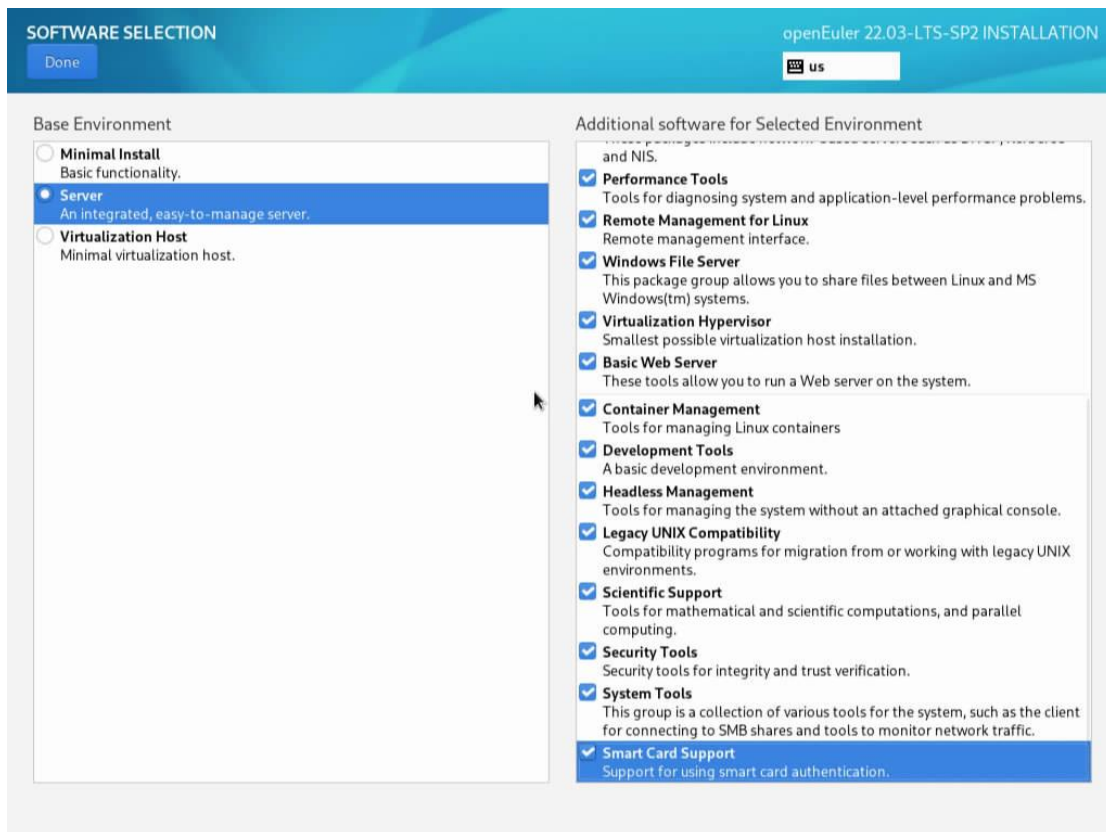 SOFTWARE SELECTION
openEuler 22.03-LTS-SP2 INSTALLATION
Done
us
Base Environment
Minimal Install
Basic functionality.
Server
An integrated, easy-to-manage server.
Virtualization Host
Minimal virtualization host.
Additional software for Selected Environment
and NIS.
Performance Tools
Tools for diagnosing system and application-level performance problems.
Remote Management for Linux
Remote management interface.
Windows File Server
This package group allows you to share files between Linux and MS
Windows(tm) systems.
Virtualization Hypervisor
Smallest possible virtualization host installation.
Basic Web Server
These tools allow you to run a Web server on the system.
Container Management
Tools for managing Linux containers
Development Tools
A basic development environment.
Headless Management
Tools for managing the system without an attached graphical console.
Legacy UNIX Compatibility
Compatibility programs for migration from or working with legacy UNIX
environments.
Scientific Support
Tools for mathematical and scientific computations, and parallel
computing.
Security Tools
Security tools for integrity and trust verification.
System Tools
This group is a collection of various tools for the system, such as the client
for connecting to SMB shares and tools to monitor network traffic.
Smart Card Support
Support for using smart card authentication.